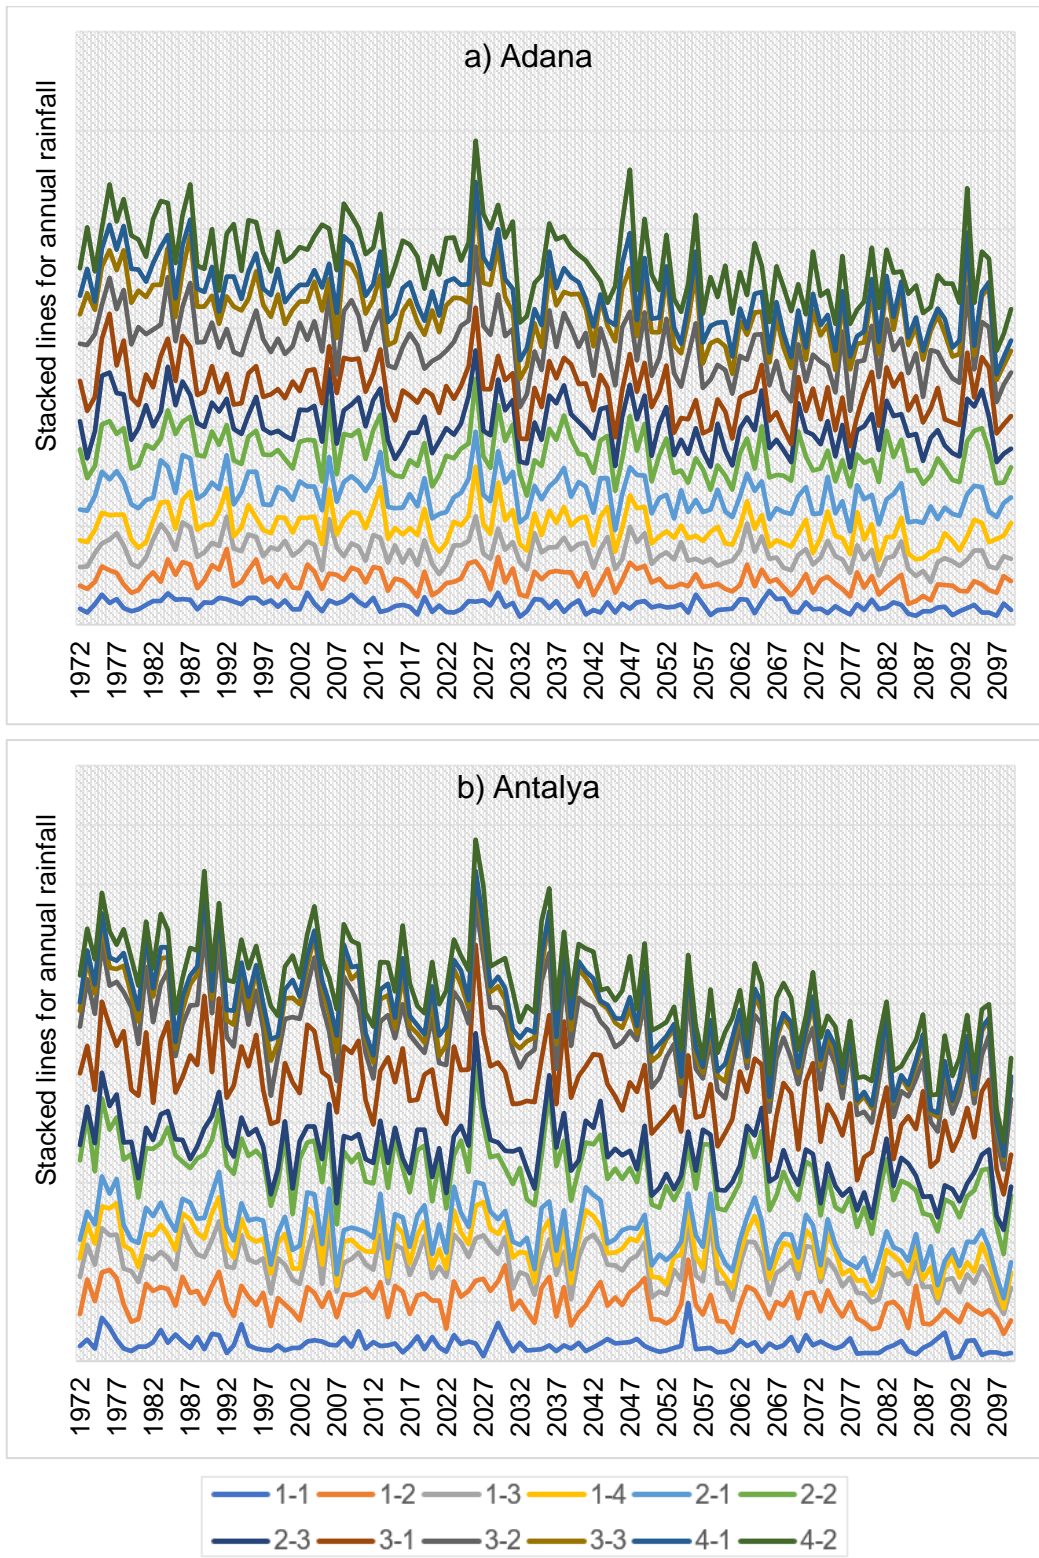 a) Adana
Stacked lines for annual rainfall
1972 1977 1982 1987 1992 1997 2002 2007 2012 2017 2022 2027 2032 2037 2042 2047 2052 2057 2062 2067 2072 2077 2082 2087 2092 2097
b) Antalya
Stacked lines for annual rainfall
1972 1977 1982 1987 1992 1997 2002 2007 2012 2017 2022 2027 2032 2037 2042 2047 2052 2057 2062 2067 2072 2077 2082 2087 2092 2097
1-1 1-2 1-3 1-4 2-1 2-2
2-3 3-1 3-2 3-3 4-1 4-2